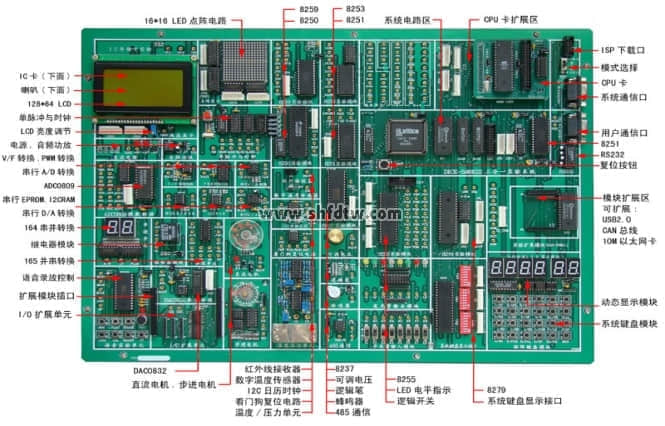 16*16 LED 点阵电路
8259
8250
8253
8251
系统电路区
CPU 卡扩展区
IC卡（下面）
喇叭（下面）
128*64 LCD
单脉冲与时钟
LCD 亮度调节
电源、音频功放
V/F 转换、PWM 转换
串行 A/D 转换
ADC0809
串行 EPROM、I2CRAM
串行 D/A 转换
164 串并转换
继电器模块
165 并串转换
语音录放控制
扩展模块插口
I/O 扩展单元
ISP 下载口
模式选择
CPU 卡
系统通信口
用户通信口
8251
RS232
复位按钮
模块扩展区
可扩展：
USB2.0
CAN 总线
10M 以太网卡
动态显示模块
系统键盘模块
www.shfdtw.com
DAC0832
直流电机、步进电机
红外线接收器
数字温度传感器
I2C 日历时钟
看门狗复位电路
温度／压力单元
8237
可调电压
逻辑笔
蜂鸣器
485 通信
8255
LED 电平指示
逻辑开关
8279
系统键盘显示接口